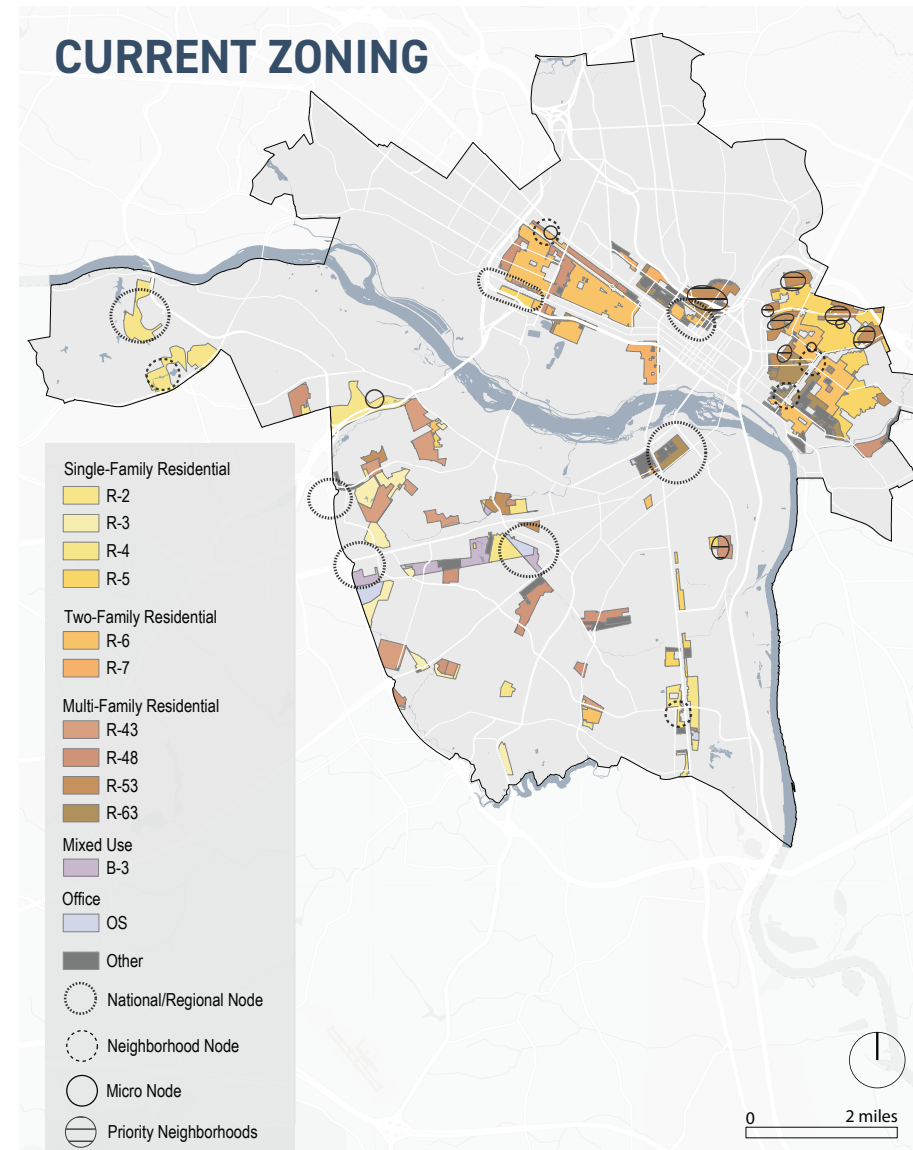 CURRENT ZONING
Single-Family Residential
R-2
R-3
R-4
R-5
Two-Family Residential
R-6
R-7
Multi-Family Residential
R-43
R-48
R-53
R-63
Mixed Use
B-3
Office
OS
Other
National/Regional Node
Neighborhood Node
Micro Node
Priority Neighborhoods
0 2 miles